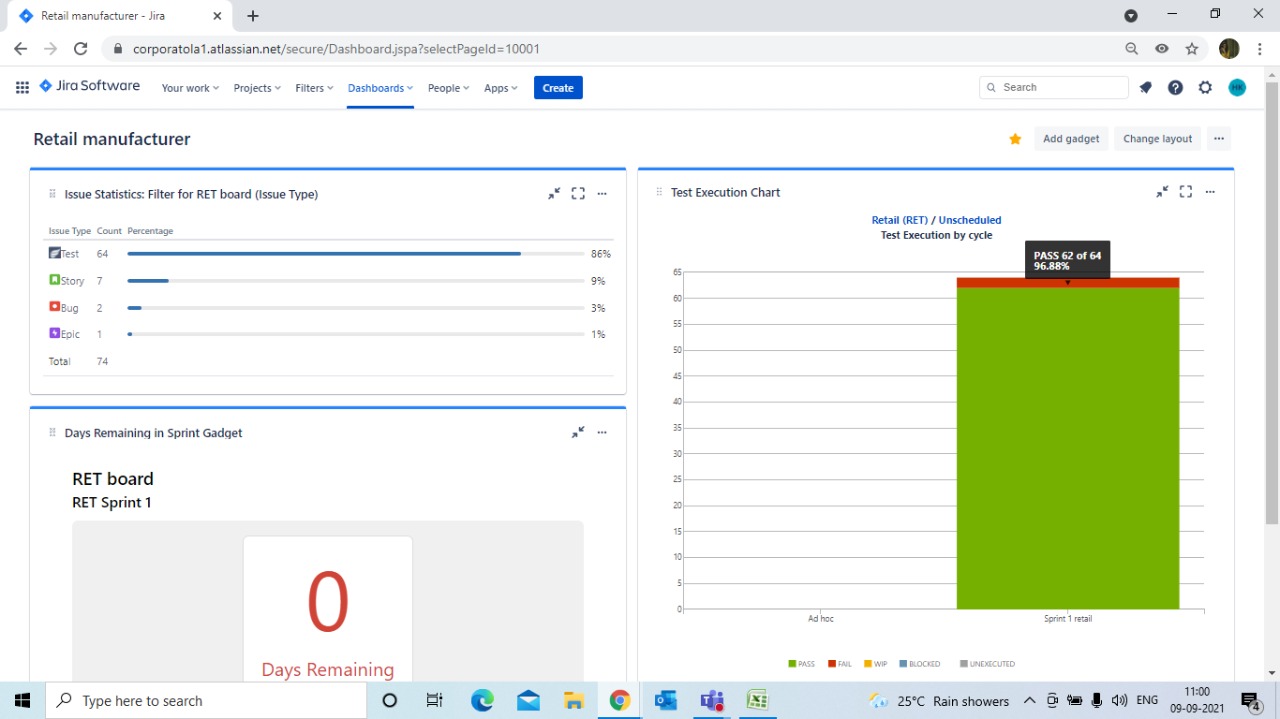 Retail manufacturer - Jira
corporatola1.atlassian.net/secure/Dashboard.jspa?selectPageId=10001
Jira Software Your work Projects Filters Dashboards People Apps Create Search HK
Retail manufacturer
Add gadget Change layout
Issue Statistics: Filter for RET board (Issue Type)
Issue Type Count Percentage
Test 64 86%
Story 7 9%
Bug 2 3%
Epic 1 1%
Total 74
Days Remaining in Sprint Gadget
RET board
RET Sprint 1
0
Days Remaining
Test Execution Chart
Retail (RET) / Unscheduled
Test Execution by cycle
PASS 62 of 64
96.88%
65
60
55
50
45
40
35
30
25
20
15
10
5
0
Ad hoc Sprint 1 retail
PASS FAIL WIP BLOCKED UNEXECUTED
Type here to search
25°C Rain showers
ENG
11:00
09-09-2021
4